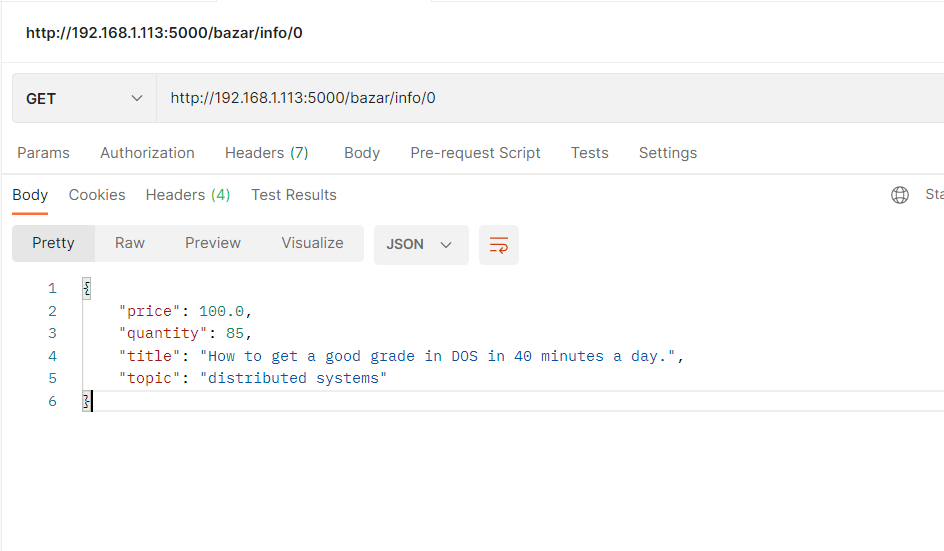 http://192.168.1.113:5000/bazar/info/0
GET http://192.168.1.113:5000/bazar/info/0
Params Authorization Headers (7) Body Pre-request Script Tests Settings
Body Cookies Headers (4) Test Results Sta
Pretty Raw Preview Visualize JSON
1 {
2 "price": 100.0,
3 "quantity": 85,
4 "title": "How to get a good grade in DOS in 40 minutes a day.",
5 "topic": "distributed systems"
6 }